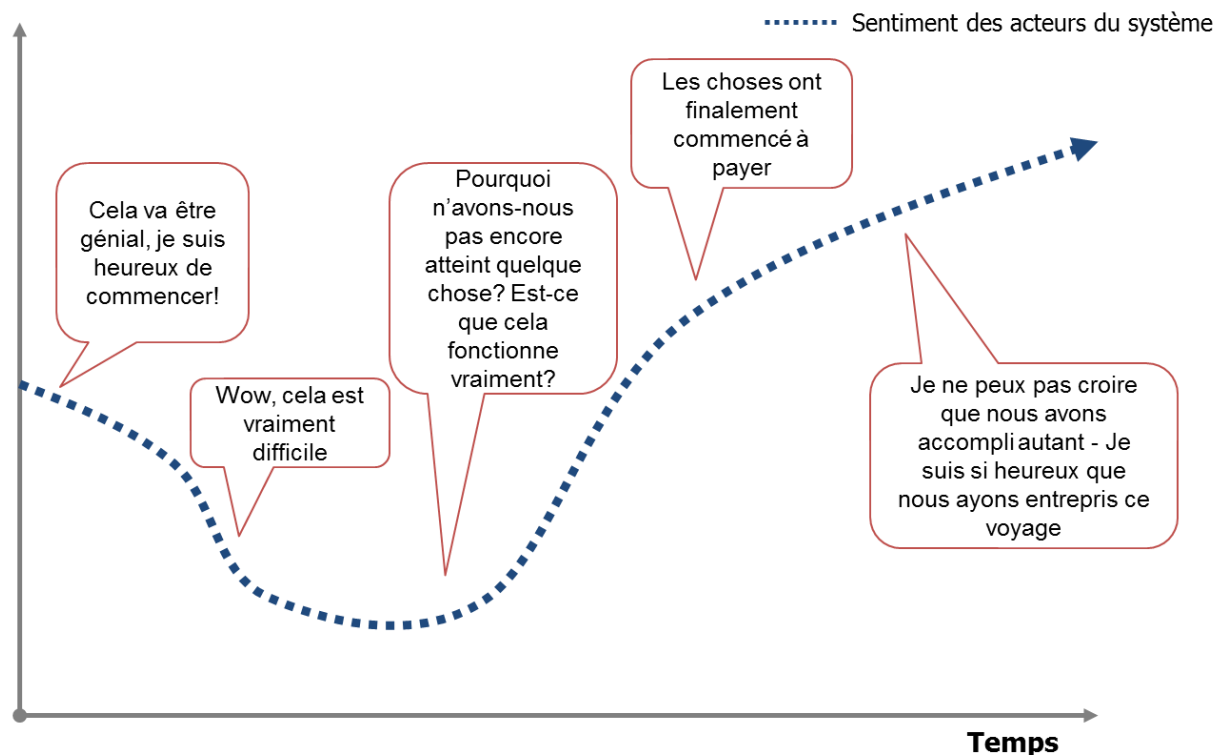 Sentiment des acteurs du système
Cela va être
génial, je suis
heureux de
commencer!
Wow, cela est
vraiment
difficile
Pourquoi
n’avons-nous
pas encore
atteint quelque
chose? Est-ce
que cela
fonctionne
vraiment?
Les choses ont
finalement
commencé à
payer
Je ne peux pas croire
que nous avons
accompli autant - Je
suis si heureux que
nous ayons entrepris ce
voyage
Temps